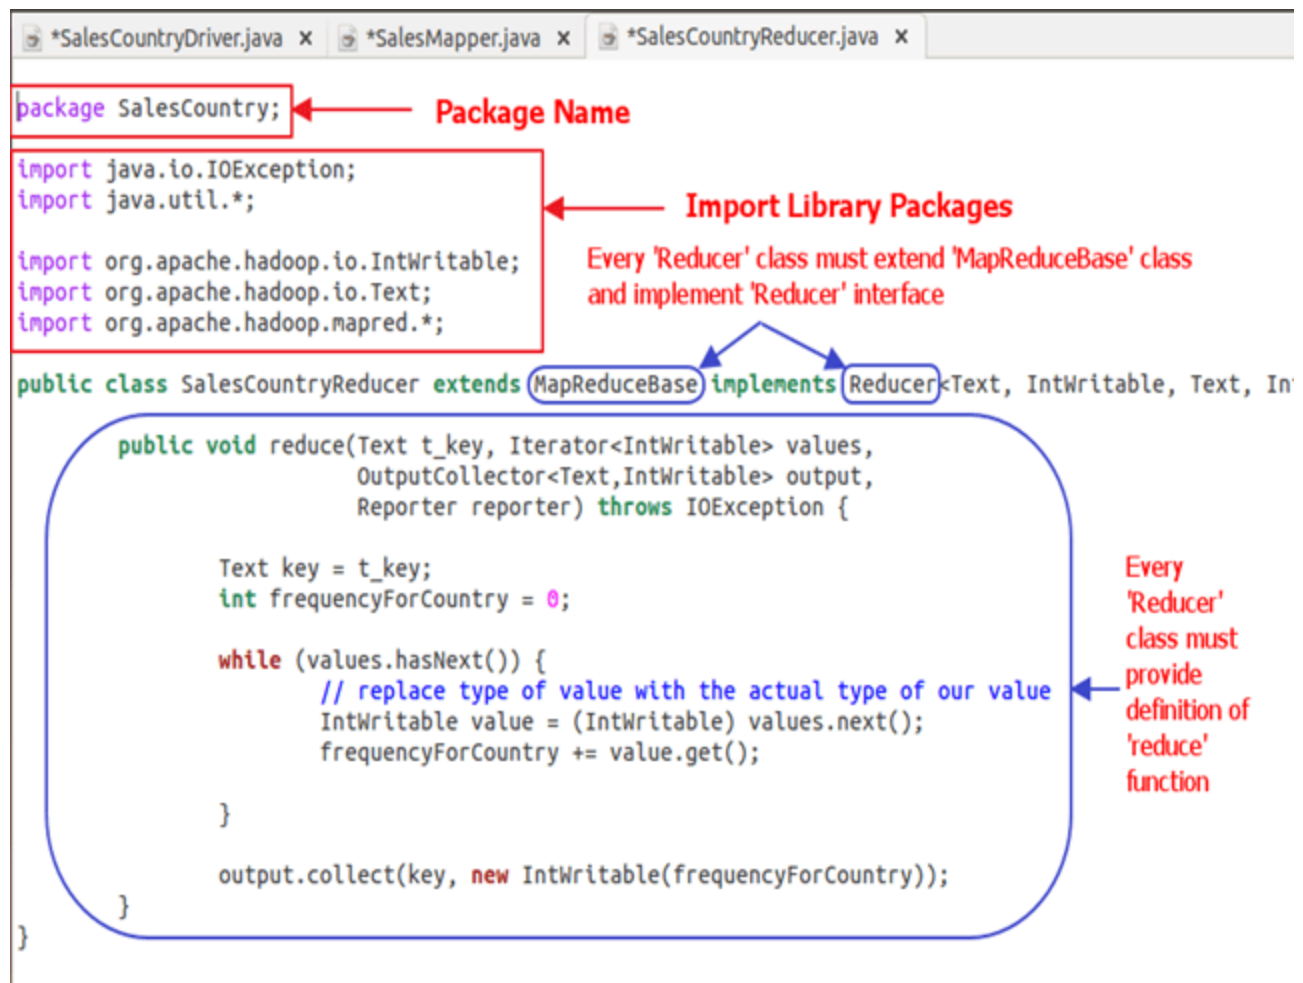 *SalesCountryDriver.java x *SalesMapper.java x *SalesCountryReducer.java x
package SalesCountry;
Package Name
import java.io.IOException;
import java.util.*;
import org.apache.hadoop.io.IntWritable;
import org.apache.hadoop.io.Text;
import org.apache.hadoop.mapred.*;
Import Library Packages
Every 'Reducer' class must extend 'MapReduceBase' class
and implement 'Reducer' interface
public class SalesCountryReducer extends MapReduceBase implements Reducer<Text, IntWritable, Text, In
public void reduce(Text t_key, Iterator<IntWritable> values,
OutputCollector<Text,IntWritable> output,
Reporter reporter) throws IOException {
Text key = t_key;
int frequencyForCountry = 0;
while (values.hasNext()) {
// replace type of value with the actual type of our value
IntWritable value = (IntWritable) values.next();
frequencyForCountry += value.get();
}
output.collect(key, new IntWritable(frequencyForCountry));
}
}
Every
'Reducer'
class must
provide
definition of
'reduce'
function